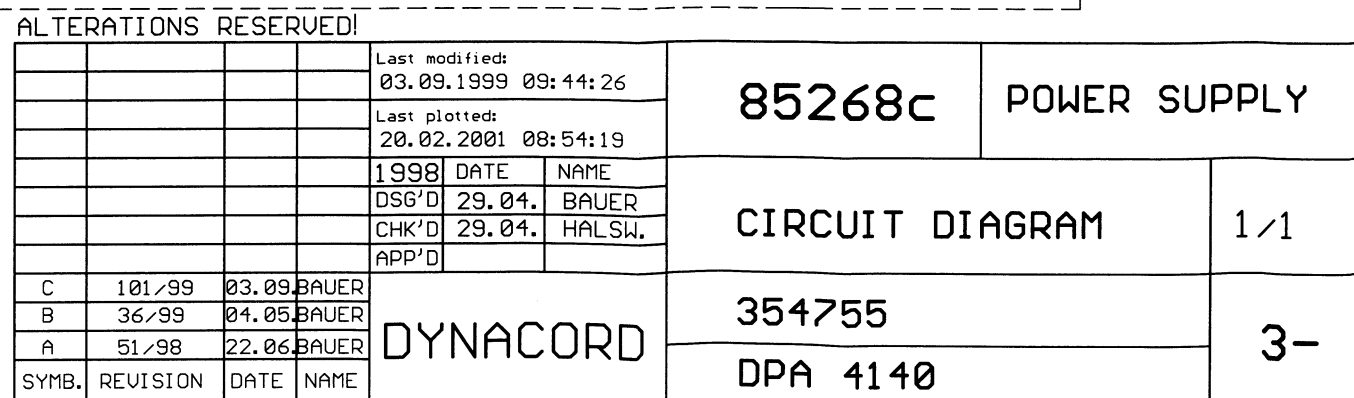 ALTERATIONS RESERVED!
Last modified:
03.09.1999 09:44:26
Last plotted:
20.02.2001 08:54:19
85268c
POWER SUPPLY
1998 DATE NAME
DSG'D 29.04. BAUER
CHK'D 29.04. HALSW.
APP'D
CIRCUIT DIAGRAM
1/1
C 101/99 03.09. BAUER
B 36/99 04.05. BAUER
A 51/98 22.06. BAUER
SYMB. REVISION DATE NAME
DYNACORD
354755
DPA 4140
3-